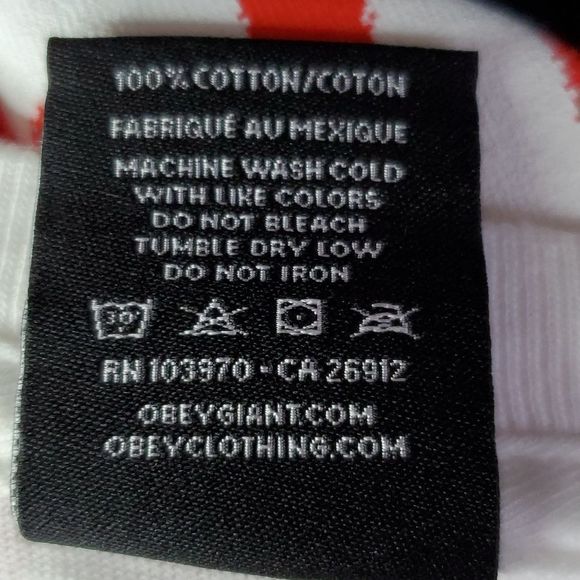 100% COTTON/COTON
FABRIQUÉ AU MEXIQUE
MACHINE WASH COLD
WITH LIKE COLORS
DO NOT BLEACH
TUMBLE DRY LOW
DO NOT IRON
30°
RN 103970 - CA 26912
OBEYGIANT.COM
OBEYCLOTHING.COM